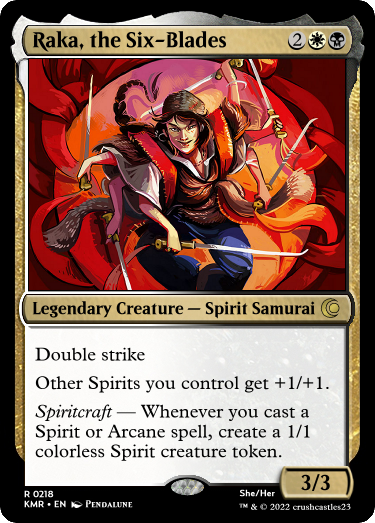 Raka, the Six-Blades 2
Legendary Creature — Spirit Samurai
Double strike
Other Spirits you control get +1/+1.
Spiritcraft — Whenever you cast a
Spirit or Arcane spell, create a 1/1
colorless Spirit creature token.
3/3
R 0218
KMR • EN Pendalune
She/Her
™ & © 2022 crushcastles23